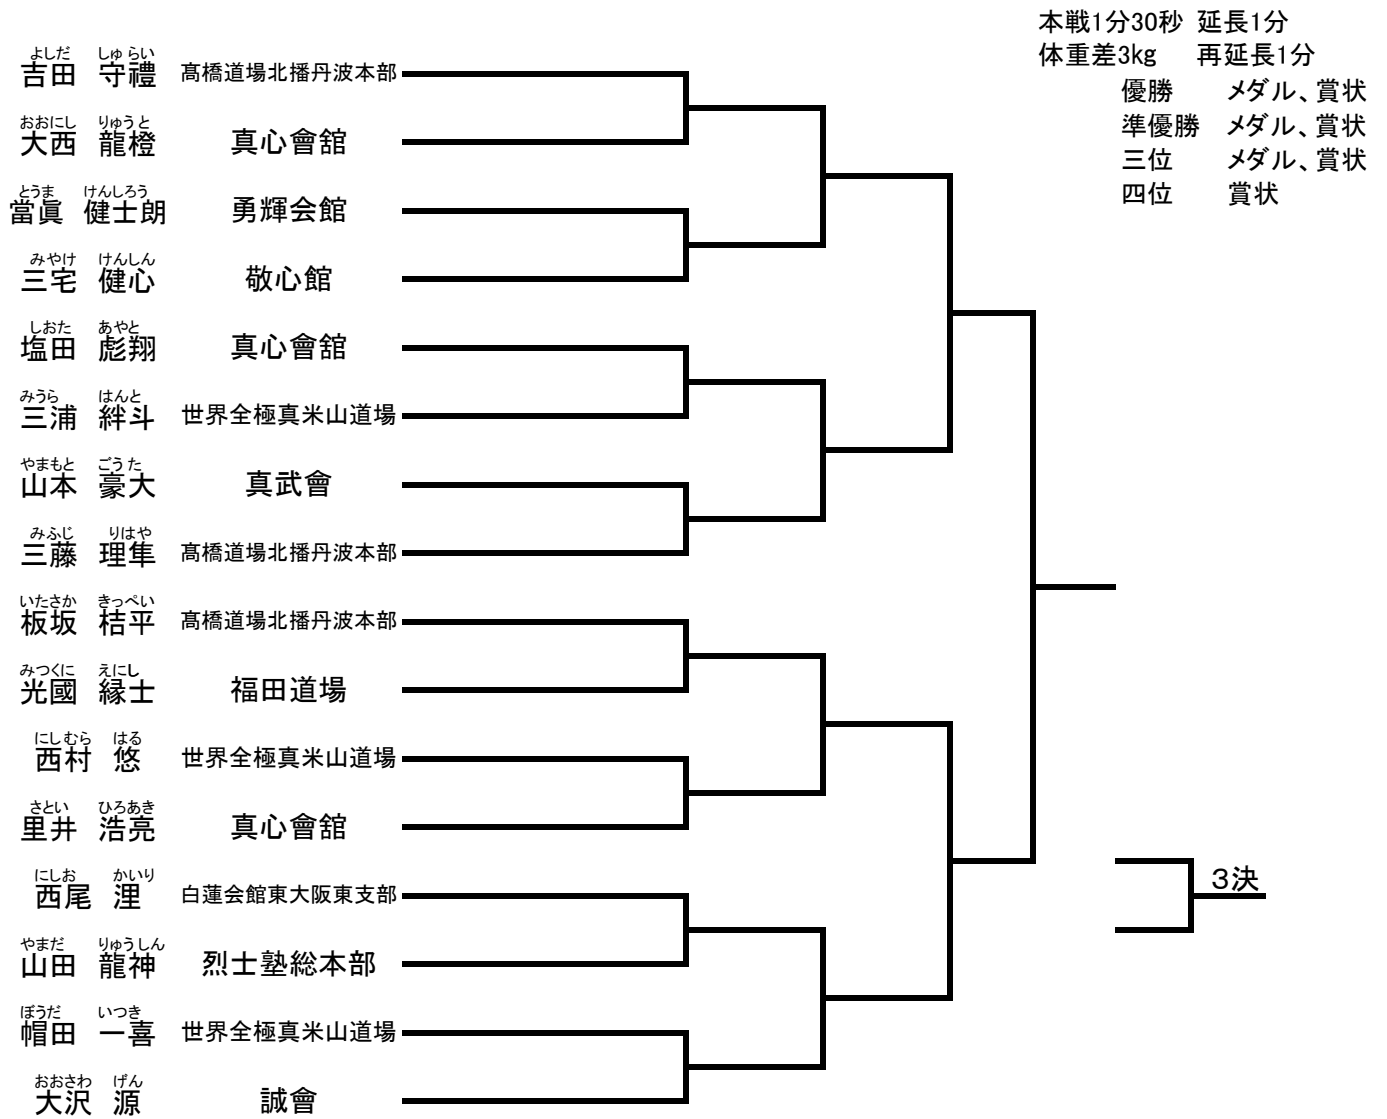 本戦1分30秒 延長1分
体重差3kg 再延長1分
優勝 メダル、賞状
準優勝 メダル、賞状
三位 メダル、賞状
四位 賞状
よしだ しゅらい
吉田 守禮 髙橋道場北播丹波本部
おおにし りゅうと
大西 龍橙 真心會舘
とうま けんしろう
當眞 健士朗 勇輝会館
みやけ けんしん
三宅 健心 敬心館
しおた あやと
塩田 彪翔 真心會舘
みうら はんと
三浦 絆斗 世界全極真米山道場
やまもと ごうた
山本 豪大 真武會
みふじ りはや
三藤 理隼 髙橋道場北播丹波本部
いたさか きっぺい
板坂 桔平 髙橋道場北播丹波本部
みつくに えにし
光國 縁士 福田道場
にしむら はる
西村 悠 世界全極真米山道場
さとい ひろあき
里井 浩亮 真心會舘
にしお かいり
西尾 浬 白蓮会館東大阪東支部
やまだ りゅうしん
山田 龍神 烈士塾総本部
ぼうだ いつき
帽田 一喜 世界全極真米山道場
おおさわ げん
大沢 源 誠會
3決